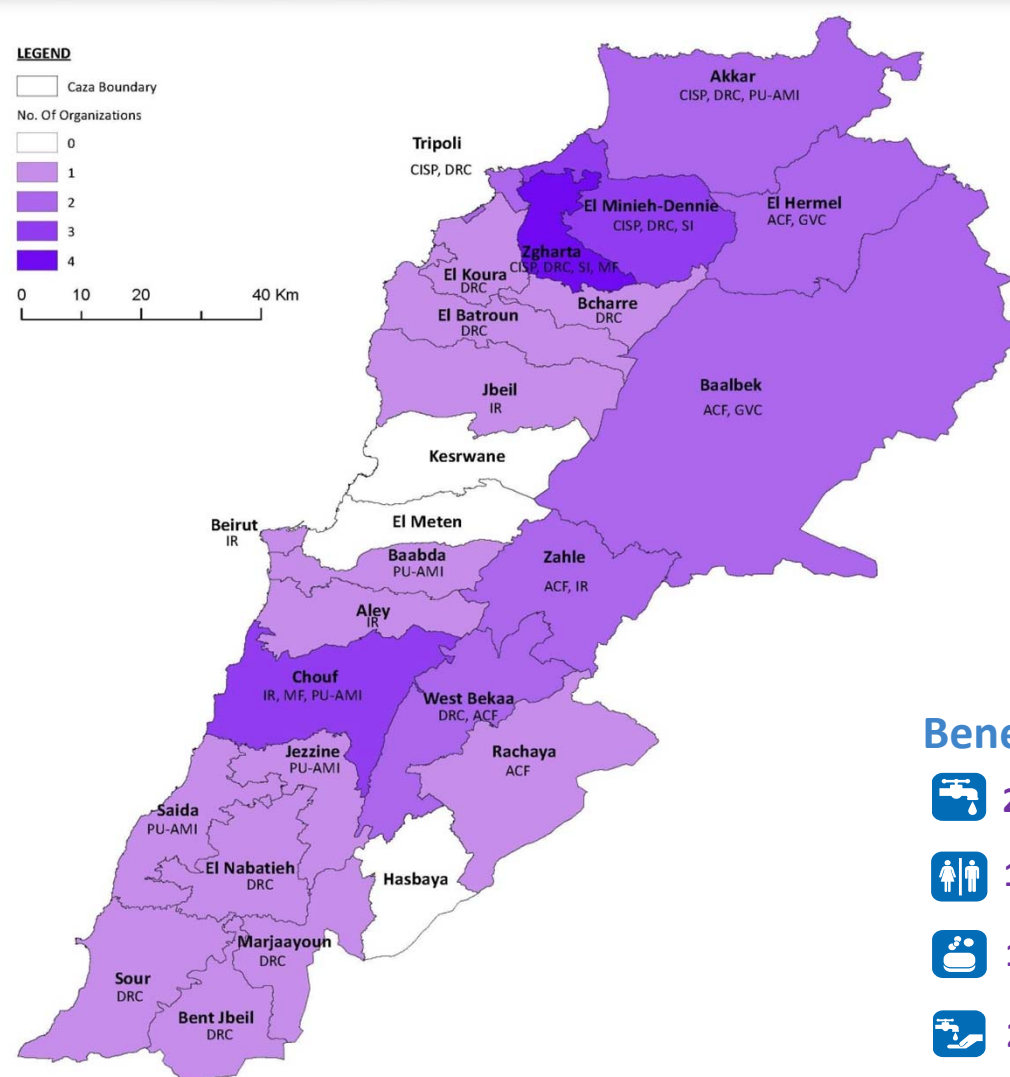 LEGEND
Caza Boundary
No. Of Organizations
0
1
2
3
4
0 10 20 40 Km
Akkar
CISP, DRC, PU-AMI
Tripoli
CISP, DRC
El Minieh-Dennie
CISP, DRC, SI
El Hermel
ACF, GVC
Zgharta
CISP, DRC, SI, MF
El Koura
DRC
Bcharre
DRC
El Batroun
DRC
Jbeil
IR
Baalbek
ACF, GVC
Kesrwane
El Meten
Beirut
IR
Baabda
PU-AMI
Zahle
ACF, IR
Aley
IR
Chouf
IR, MF, PU-AMI
West Bekaa
DRC, ACF
Rachaya
ACF
Jezzine
PU-AMI
Saida
PU-AMI
El Nabatieh
DRC
Hasbaya
Marjaayoun
DRC
Sour
DRC
Bent Jbeil
DRC